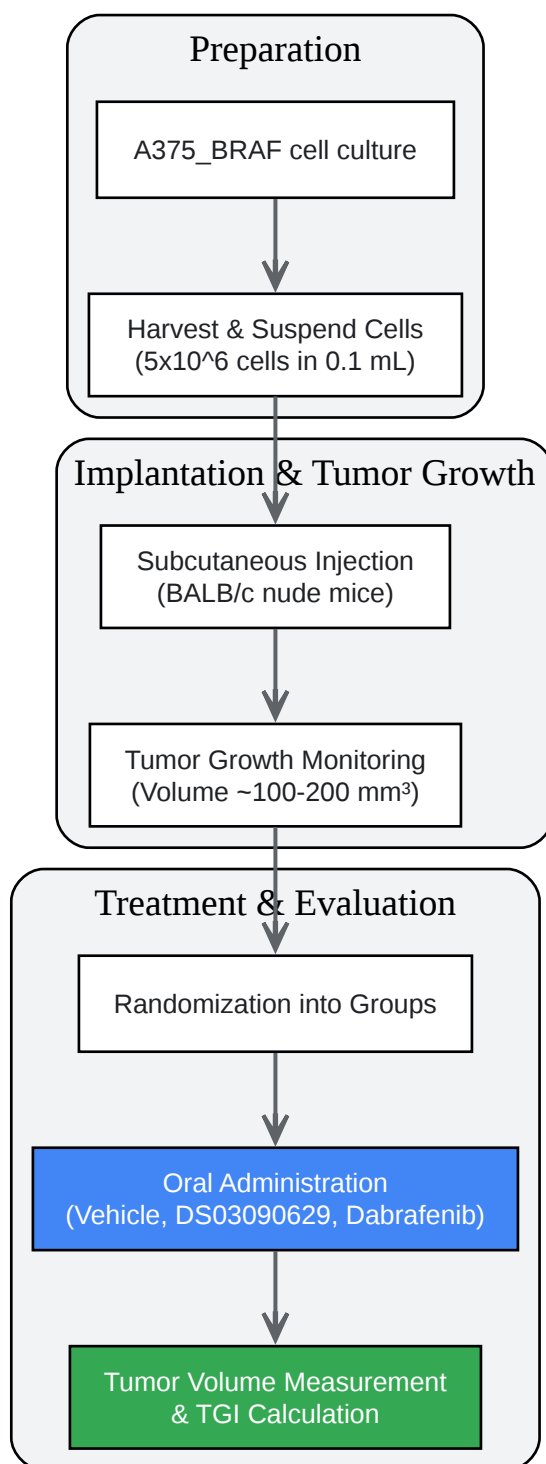 Preparation
A375_BRAF cell culture
Harvest & Suspend Cells
(5x10^6 cells in 0.1 mL)
Implantation & Tumor Growth
Subcutaneous Injection
(BALB/c nude mice)
Tumor Growth Monitoring
(Volume ~100-200 mm³)
Treatment & Evaluation
Randomization into Groups
Oral Administration
(Vehicle, DS03090629, Dabrafenib)
Tumor Volume Measurement
& TGI Calculation